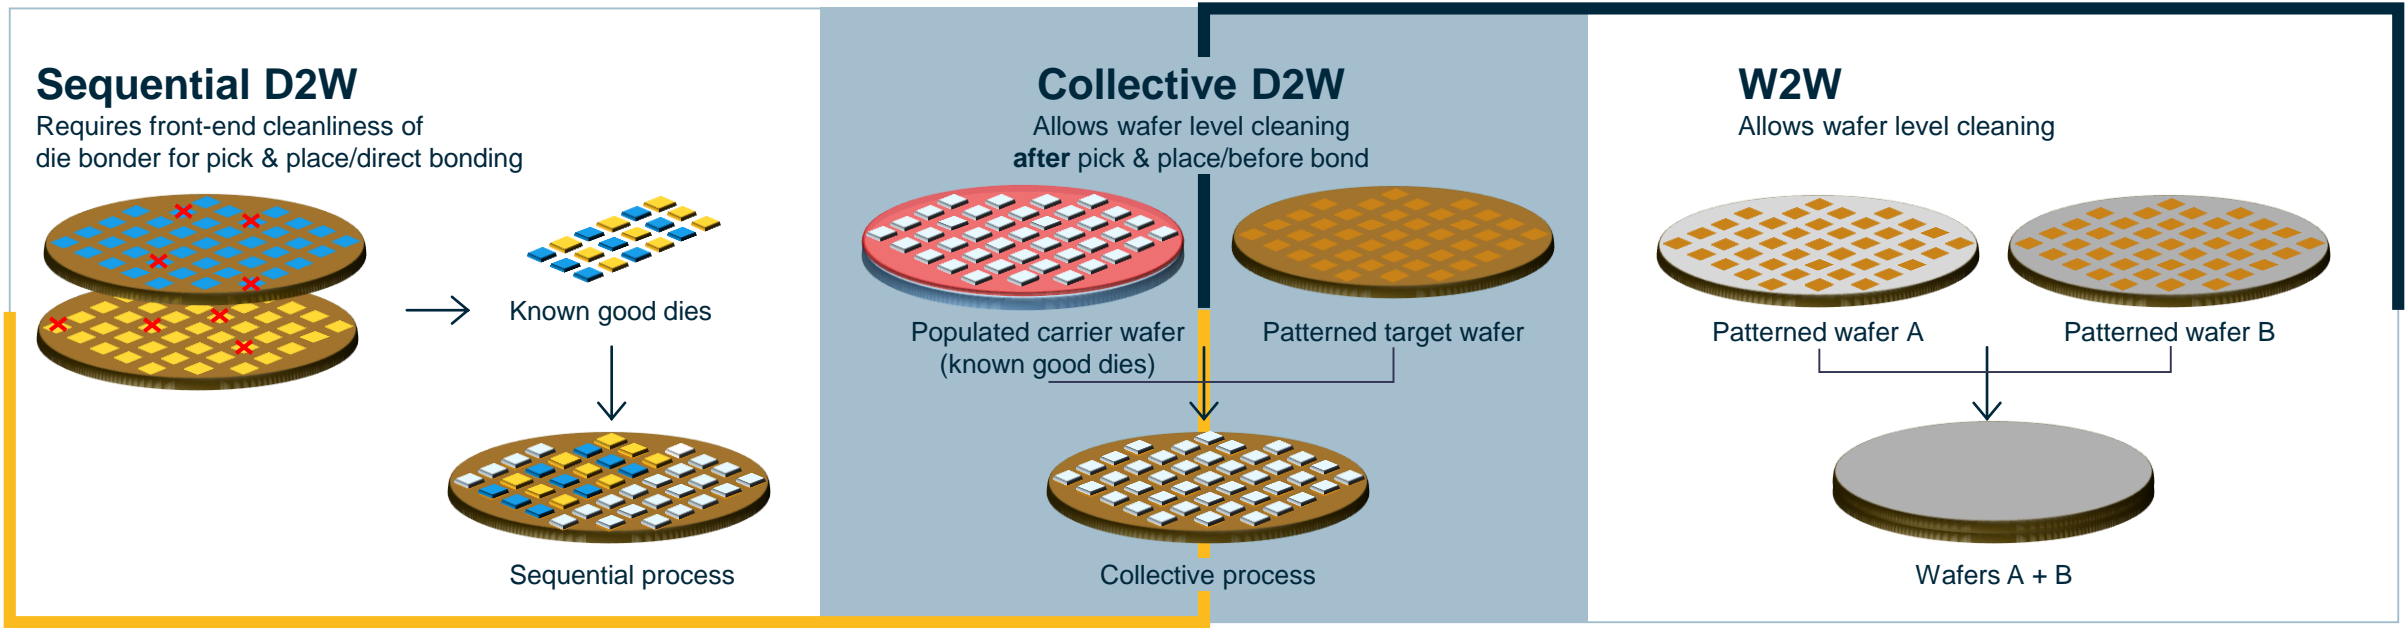 Sequential D2W
Requires front-end cleanliness of
die bonder for pick & place/direct bonding
Known good dies
Sequential process
Collective D2W
Allows wafer level cleaning
after pick & place/before bond
Populated carrier wafer
(known good dies)
Patterned target wafer
Collective process
W2W
Allows wafer level cleaning
Patterned wafer A
Patterned wafer B
Wafers A + B